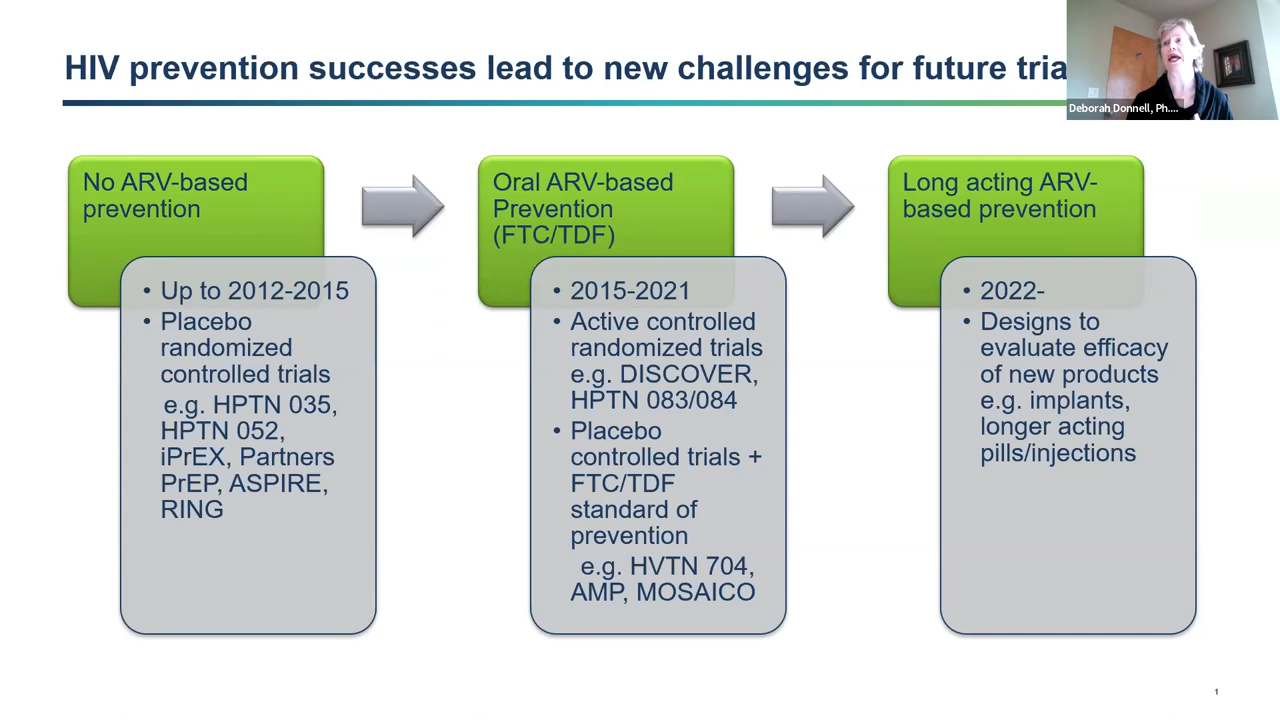 HIV prevention successes lead to new challenges for future tria
Deborah Donnell, Ph....
No ARV-based
prevention
• Up to 2012-2015
• Placebo
randomized
controlled trials
e.g. HPTN 035,
HPTN 052,
iPrEX, Partners
PrEP, ASPIRE,
RING
Oral ARV-based
Prevention
(FTC/TDF)
• 2015-2021
• Active controlled
randomized trials
e.g. DISCOVER,
HPTN 083/084
• Placebo
controlled trials +
FTC/TDF
standard of
prevention
e.g. HVTN 704,
AMP, MOSAICO
Long acting ARV-
based prevention
• 2022-
• Designs to
evaluate efficacy
of new products
e.g. implants,
longer acting
pills/injections
1